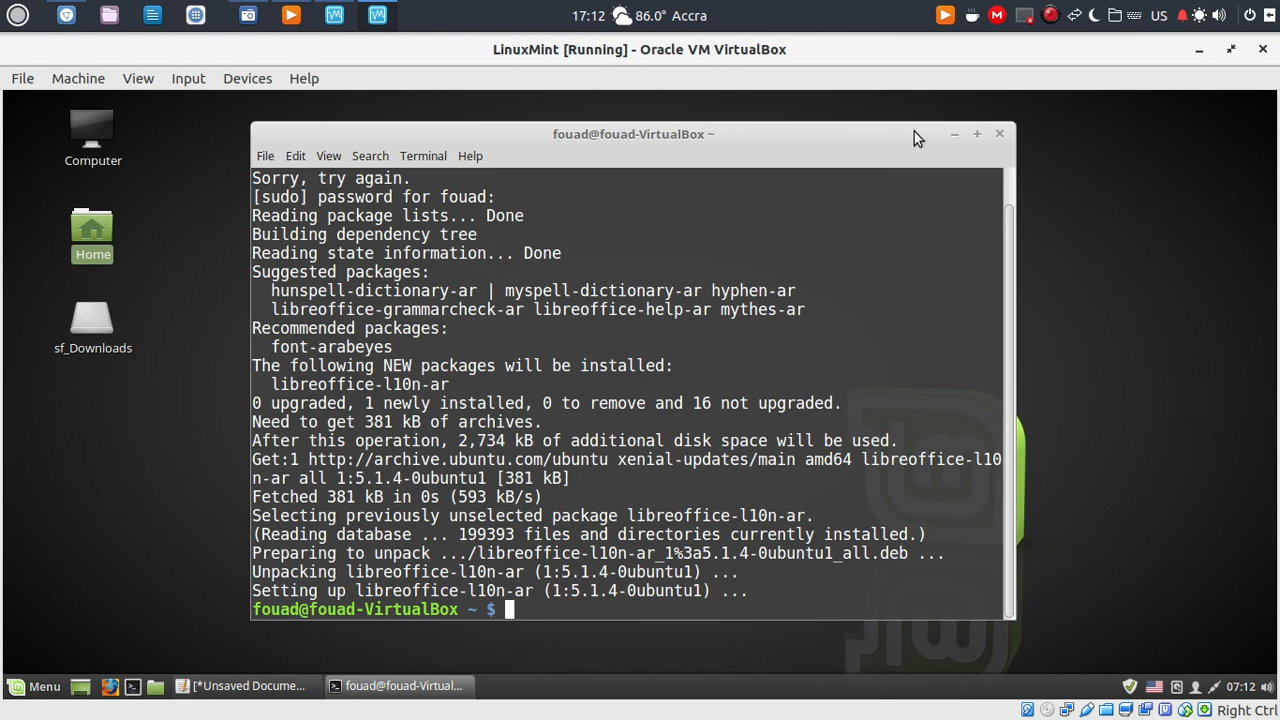 17:12 86.0° Accra
US
LinuxMint [Running] - Oracle VM VirtualBox
File Machine View Input Devices Help
Computer
Home
sf_Downloads
fouad@fouad-VirtualBox ~
File Edit View Search Terminal Help
Sorry, try again.
[sudo] password for fouad:
Reading package lists... Done
Building dependency tree
Reading state information... Done
Suggested packages:
hunspell-dictionary-ar | myspell-dictionary-ar hyphen-ar
libreoffice-grammarcheck-ar libreoffice-help-ar mythes-ar
Recommended packages:
font-arabeyes
The following NEW packages will be installed:
libreoffice-l10n-ar
0 upgraded, 1 newly installed, 0 to remove and 16 not upgraded.
Need to get 381 kB of archives.
After this operation, 2,734 kB of additional disk space will be used.
Get:1 http://archive.ubuntu.com/ubuntu xenial-updates/main amd64 libreoffice-l10
n-ar all 1:5.1.4-0ubuntu1 [381 kB]
Fetched 381 kB in 0s (593 kB/s)
Selecting previously unselected package libreoffice-l10n-ar.
(Reading database ... 199393 files and directories currently installed.)
Preparing to unpack .../libreoffice-l10n-ar_1%3a5.1.4-0ubuntu1_all.deb ...
Unpacking libreoffice-l10n-ar (1:5.1.4-0ubuntu1) ...
Setting up libreoffice-l10n-ar (1:5.1.4-0ubuntu1) ...
fouad@fouad-VirtualBox ~ $
Menu
[*Unsaved Docume...
fouad@fouad-Virtual...
07:12
Right Ctrl